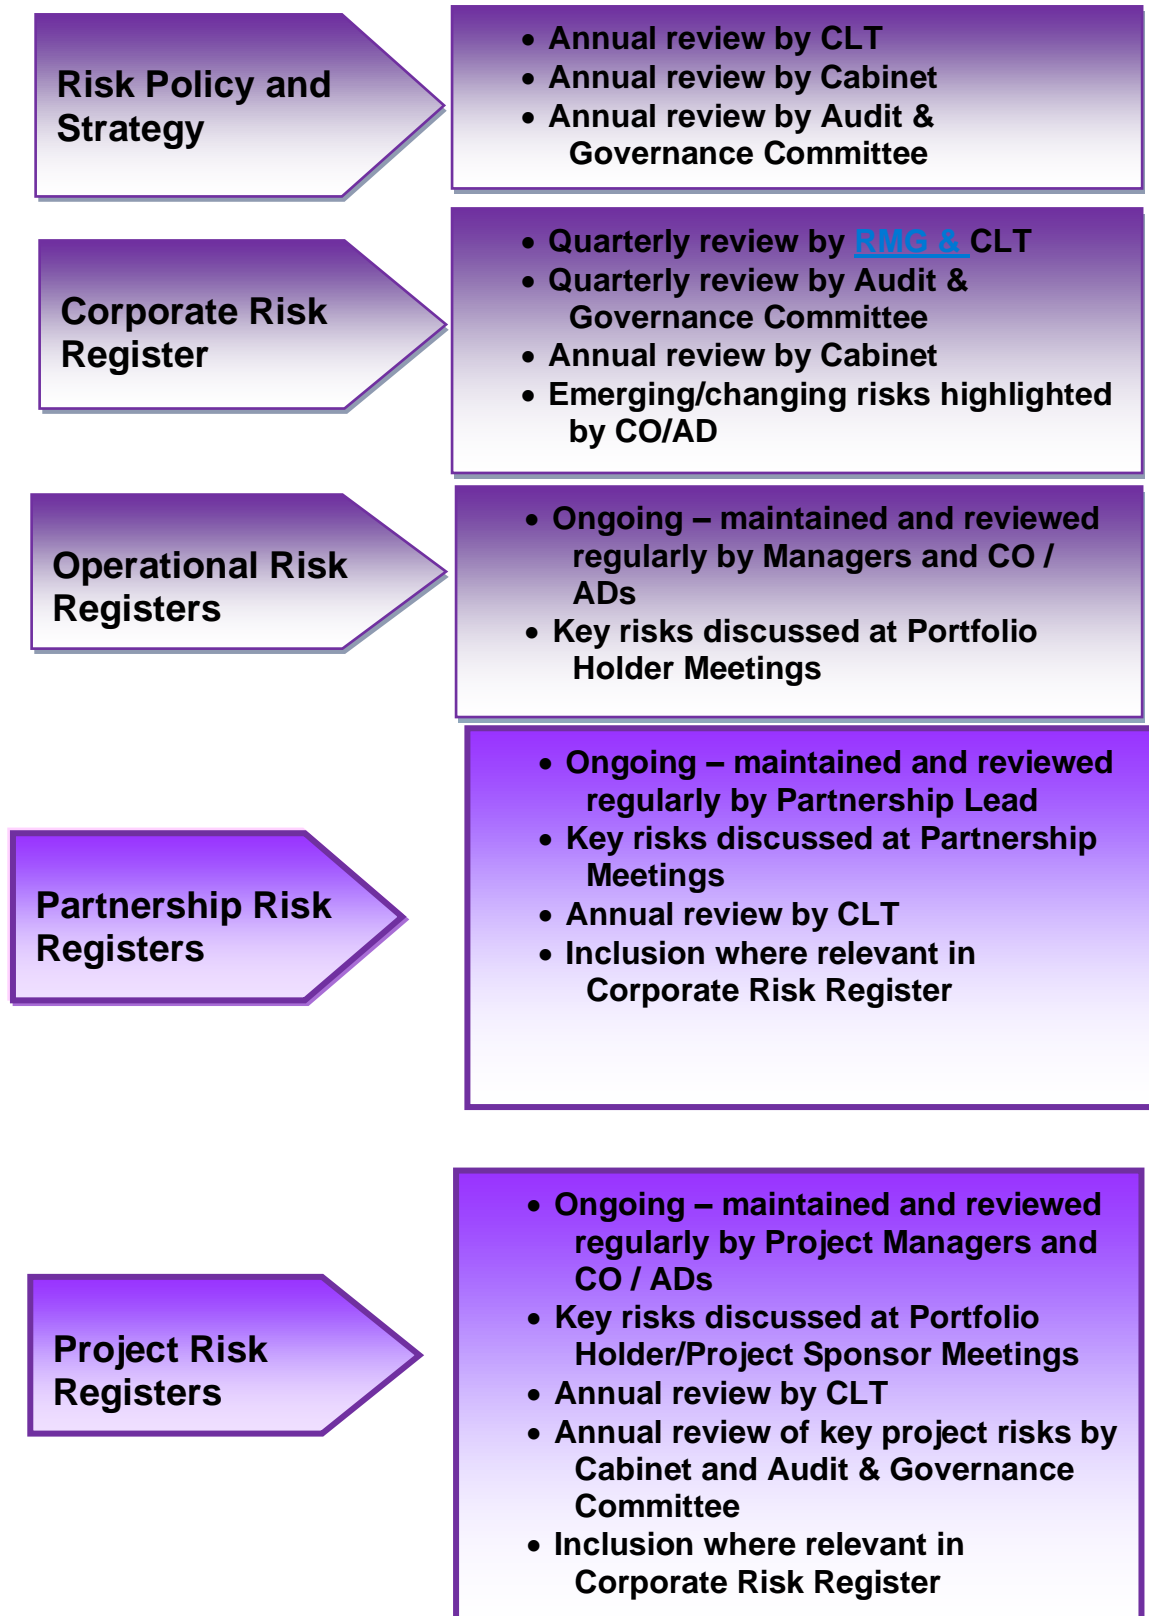 Risk Policy and
Strategy
• Annual review by CLT
• Annual review by Cabinet
• Annual review by Audit &
Governance Committee
Corporate Risk
Register
• Quarterly review by RMG & CLT
• Quarterly review by Audit &
Governance Committee
• Annual review by Cabinet
• Emerging/changing risks highlighted
by CO/AD
Operational Risk
Registers
• Ongoing – maintained and reviewed
regularly by Managers and CO /
ADs
• Key risks discussed at Portfolio
Holder Meetings
Partnership Risk
Registers
• Ongoing – maintained and reviewed
regularly by Partnership Lead
• Key risks discussed at Partnership
Meetings
• Annual review by CLT
• Inclusion where relevant in
Corporate Risk Register
Project Risk
Registers
• Ongoing – maintained and reviewed
regularly by Project Managers and
CO / ADs
• Key risks discussed at Portfolio
Holder/Project Sponsor Meetings
• Annual review by CLT
• Annual review of key project risks by
Cabinet and Audit & Governance
Committee
• Inclusion where relevant in
Corporate Risk Register